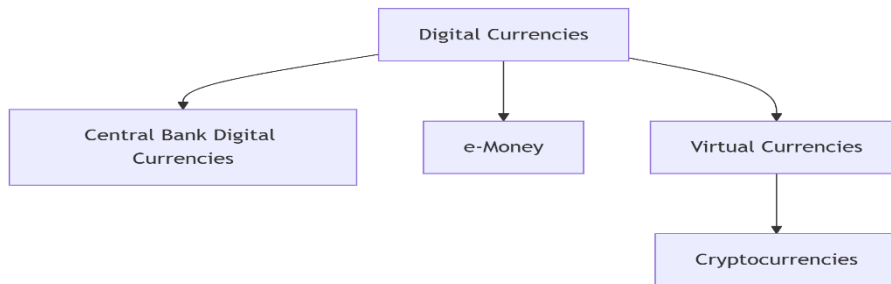 Digital Currencies
Central Bank Digital
Currencies
e-Money
Virtual Currencies
Cryptocurrencies